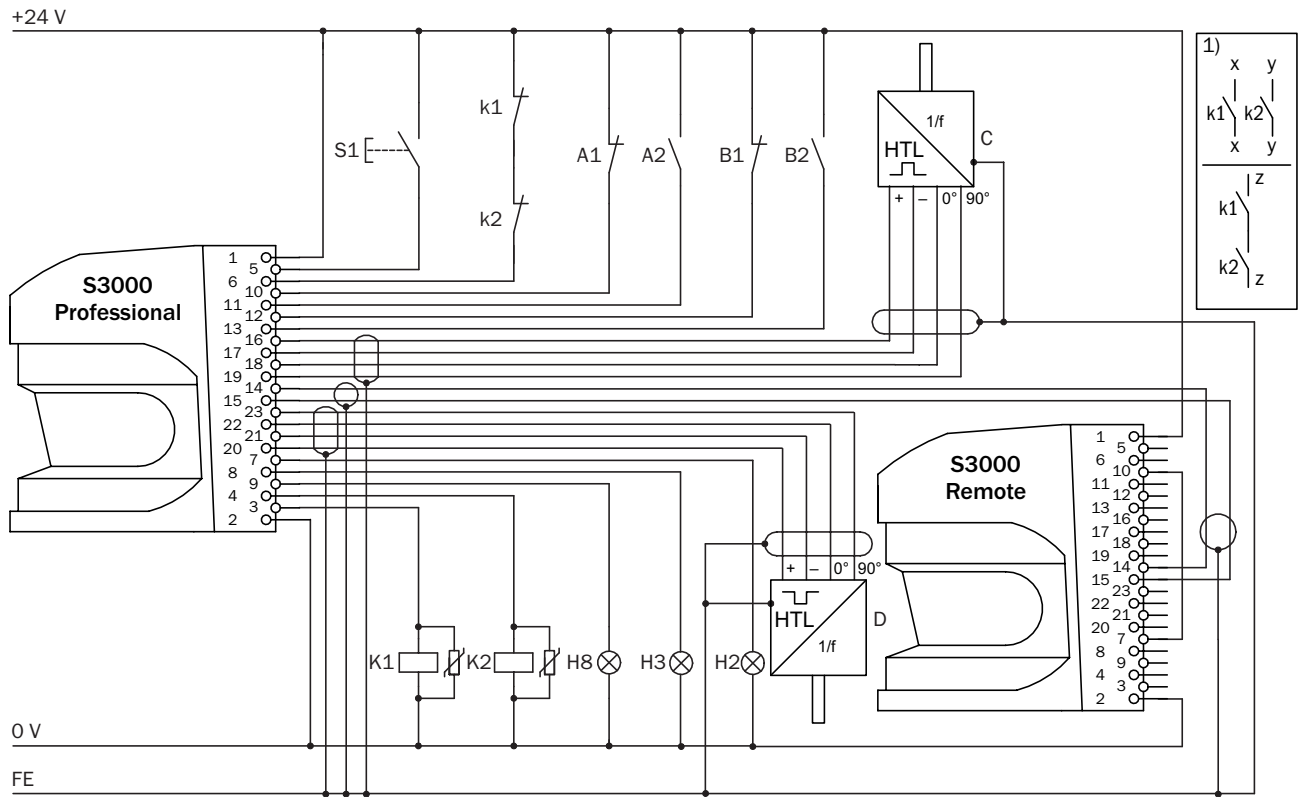 +24 V
1)
x y
k1 k2
x y
z
k1
k2
z
k1
S1
A1 A2 B1 B2
k2
1/f
HTL
C
+ – 0° 90°
S3000
Professional
1
5
6
10
11
12
13
16
17
18
19
14
15
23
22
21
20
7
8
9
4
3
2
S3000
Remote
1
5
6
10
11
12
13
16
17
18
19
14
15
23
22
21
20
7
8
9
4
3
2
+ – 0° 90°
HTL
1/f
D
K1 K2 H8 H3 H2
0 V
FE